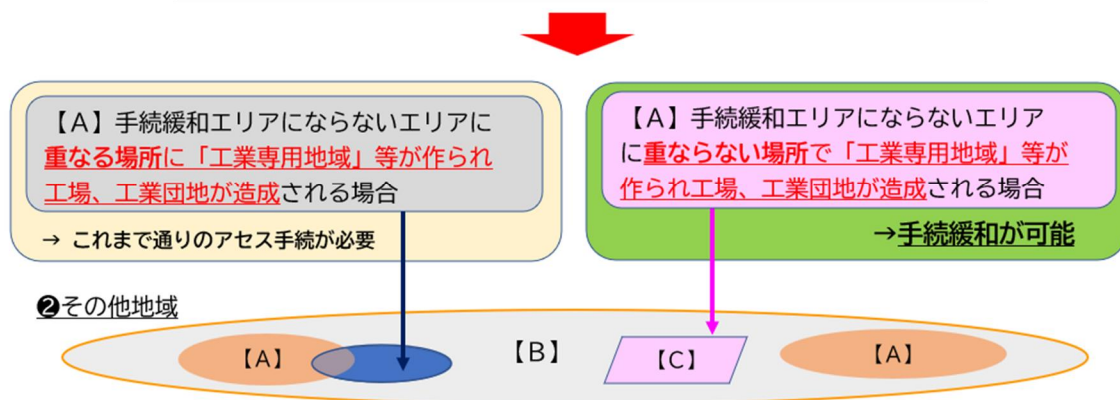 【A】手続緩和エリアにならないエリアに
重なる場所に「工業専用地域」等が作られ
工場、工業団地が造成される場合
→ これまで通りのアセス手続が必要
【A】手続緩和エリアにならないエリア
に重ならない場所で「工業専用地域」等が
作られ工場、工業団地が造成される場合
→手続緩和が可能
❷その他地域
【A】
【B】
【C】
【A】